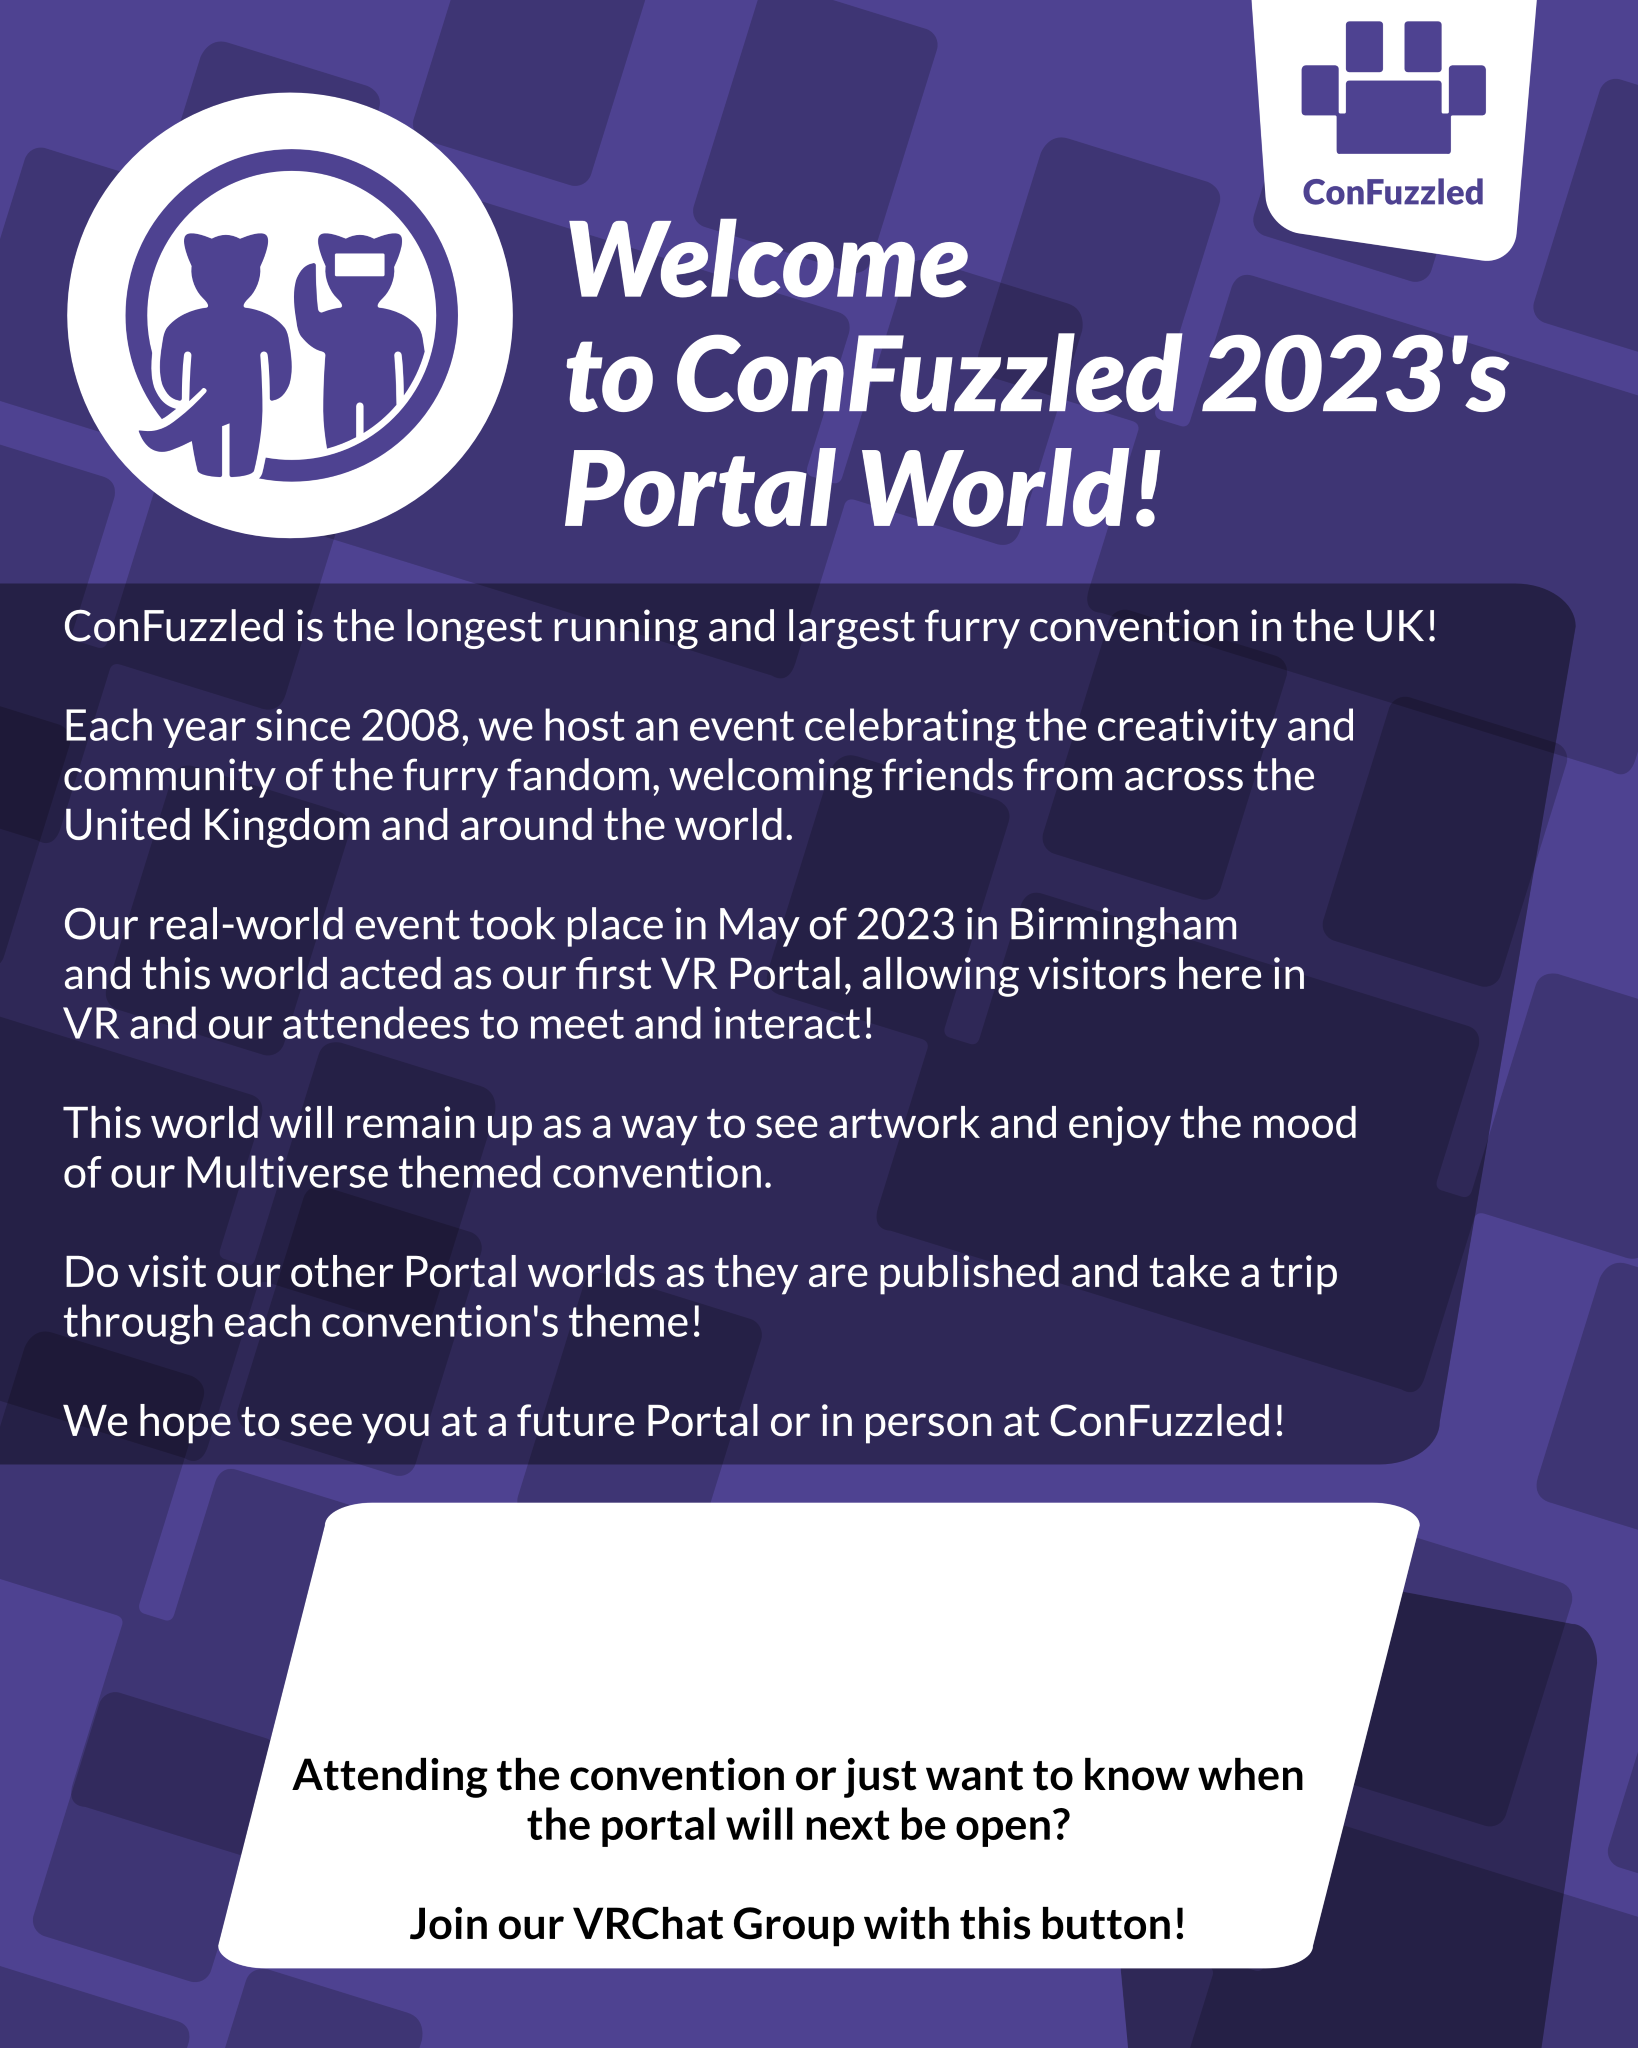 ConFuzzled
Welcome
to ConFuzzled 2023's
Portal World!
ConFuzzled is the longest running and largest furry convention in the UK!
Each year since 2008, we host an event celebrating the creativity and
community of the furry fandom, welcoming friends from across the
United Kingdom and around the world.
Our real-world event took place in May of 2023 in Birmingham
and this world acted as our first VR Portal, allowing visitors here in
VR and our attendees to meet and interact!
This world will remain up as a way to see artwork and enjoy the mood
of our Multiverse themed convention.
Do visit our other Portal worlds as they are published and take a trip
through each convention's theme!
We hope to see you at a future Portal or in person at ConFuzzled!
Attending the convention or just want to know when
the portal will next be open?
Join our VRChat Group with this button!